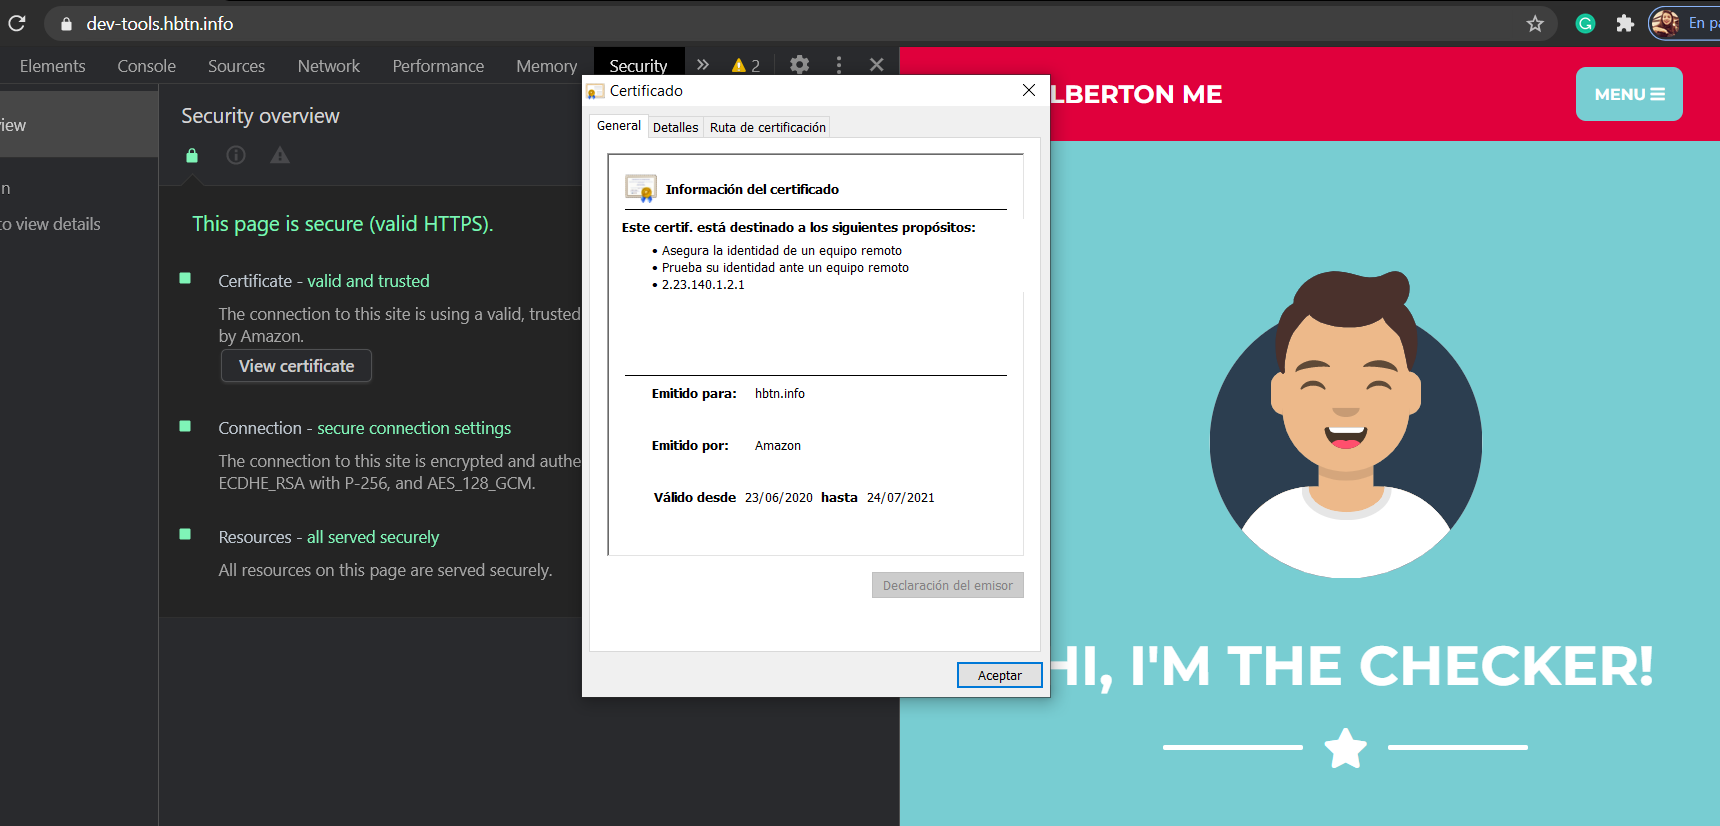 dev-tools.hbtn.info
En pa
Elements Console Sources Network Performance Memory Security » 2
iew
n
to view details
Security overview
This page is secure (valid HTTPS).
Certificate - valid and trusted
The connection to this site is using a valid, trusted
by Amazon.
View certificate
Connection - secure connection settings
The connection to this site is encrypted and authe
ECDHE_RSA with P-256, and AES_128_GCM.
Resources - all served securely
All resources on this page are served securely.
Certificado
General Detalles Ruta de certificación
Información del certificado
Este certif. está destinado a los siguientes propósitos:
• Asegura la identidad de un equipo remoto
• Prueba su identidad ante un equipo remoto
• 2.23.140.1.2.1
Emitido para: hbtn.info
Emitido por: Amazon
Válido desde 23/06/2020 hasta 24/07/2021
Declaración del emisor
Aceptar
LBERTON ME
MENU
HI, I'M THE CHECKER!